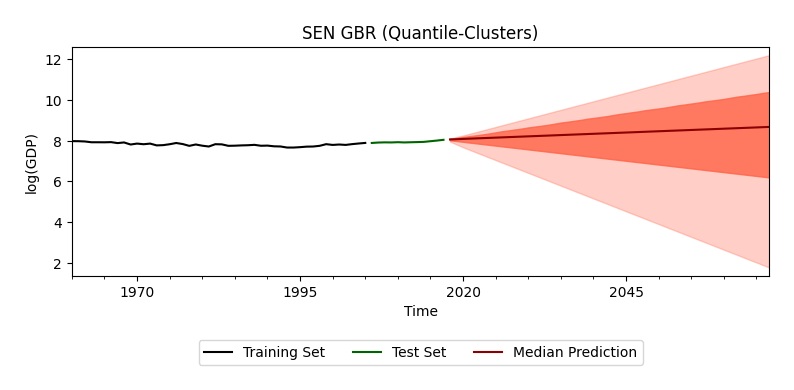 SEN GBR (Quantile-Clusters)
12
10
8
6
4
2
log(GDP)
1970 1995 2020 2045
Time
Training Set Test Set Median Prediction